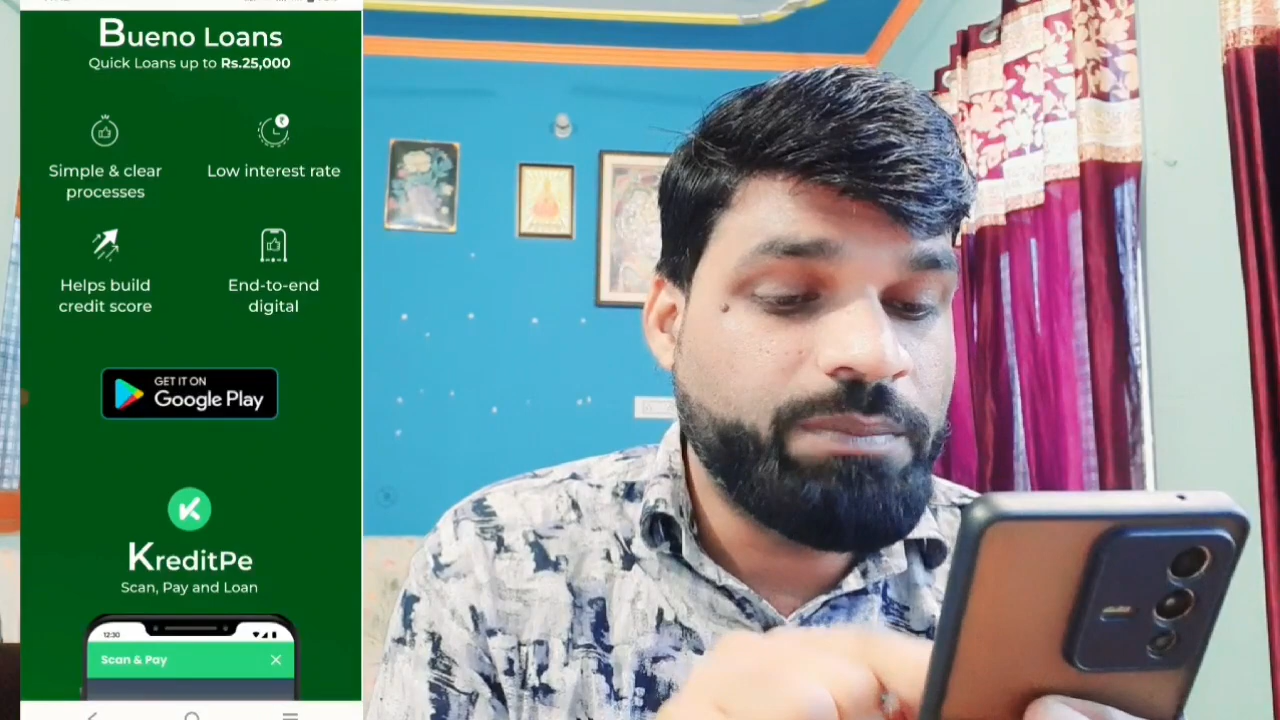 Bueno Loans
Quick Loans up to Rs.25,000
Simple & clear
processes
Low interest rate
Helps build
credit score
End-to-end
digital
GET IT ON
Google Play
KreditPe
Scan, Pay and Loan
12:30
Scan & Pay